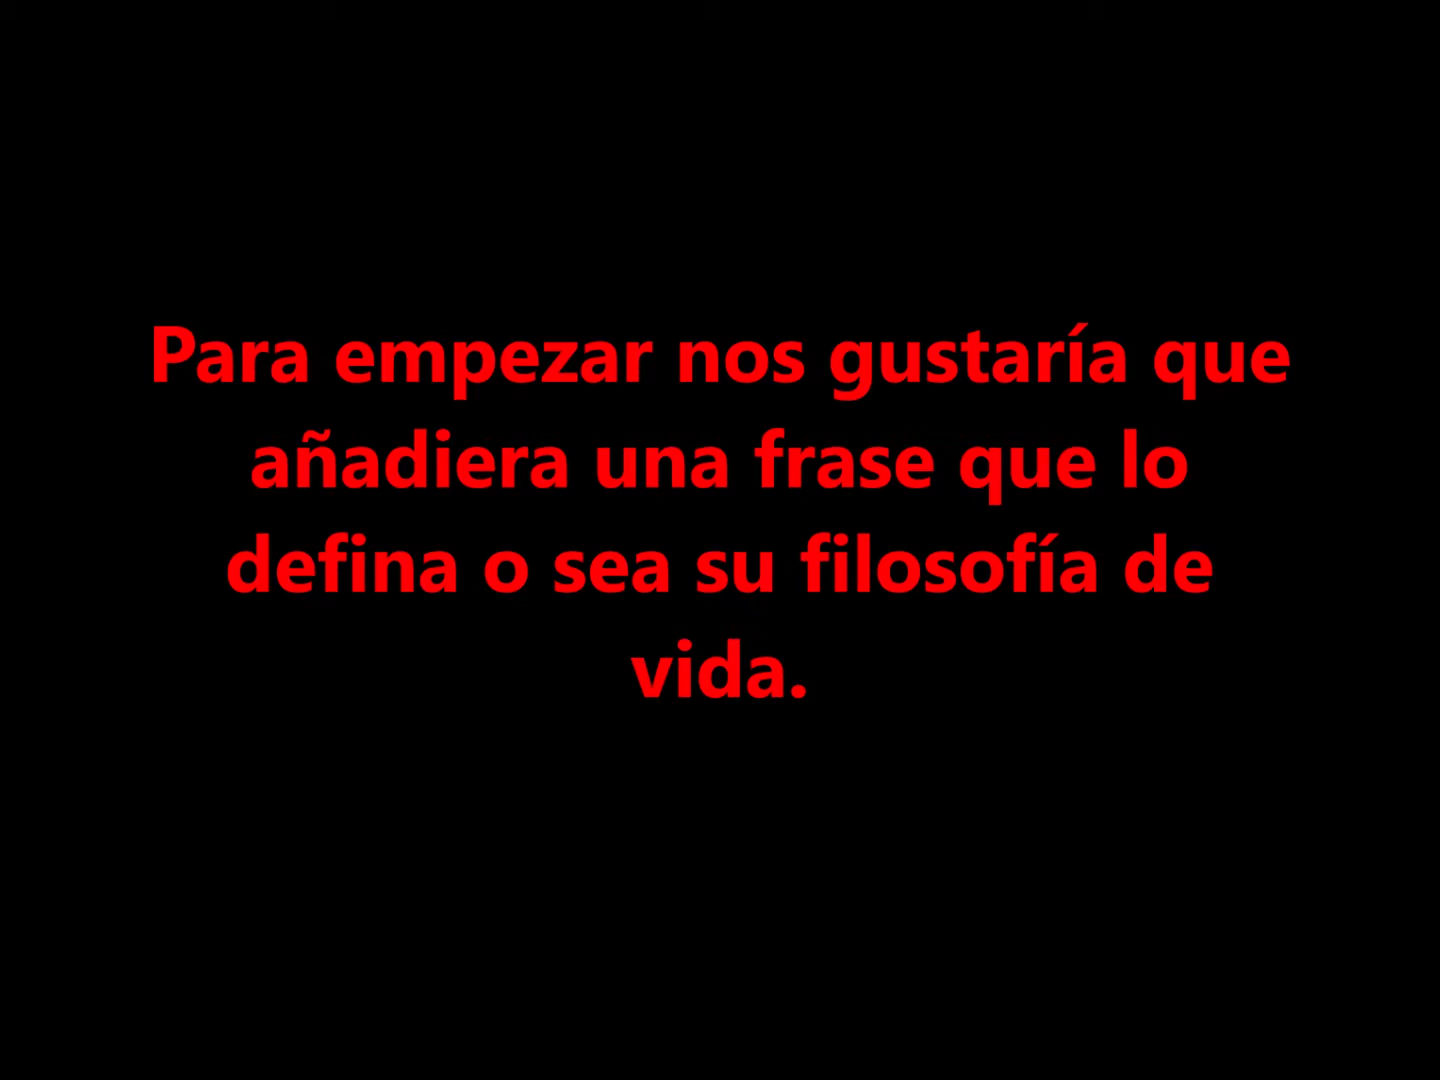 Para empezar nos gustaría que
añadiera una frase que lo
defina o sea su filosofía de
vida.